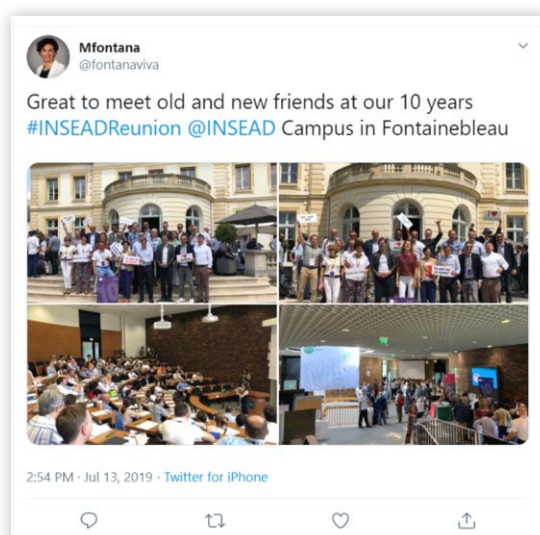 Mfontana
@fontanaviva
Great to meet old and new friends at our 10 years
#INSEADReunion @INSEAD Campus in Fontainebleau
2:54 PM · Jul 13, 2019 · Twitter for iPhone